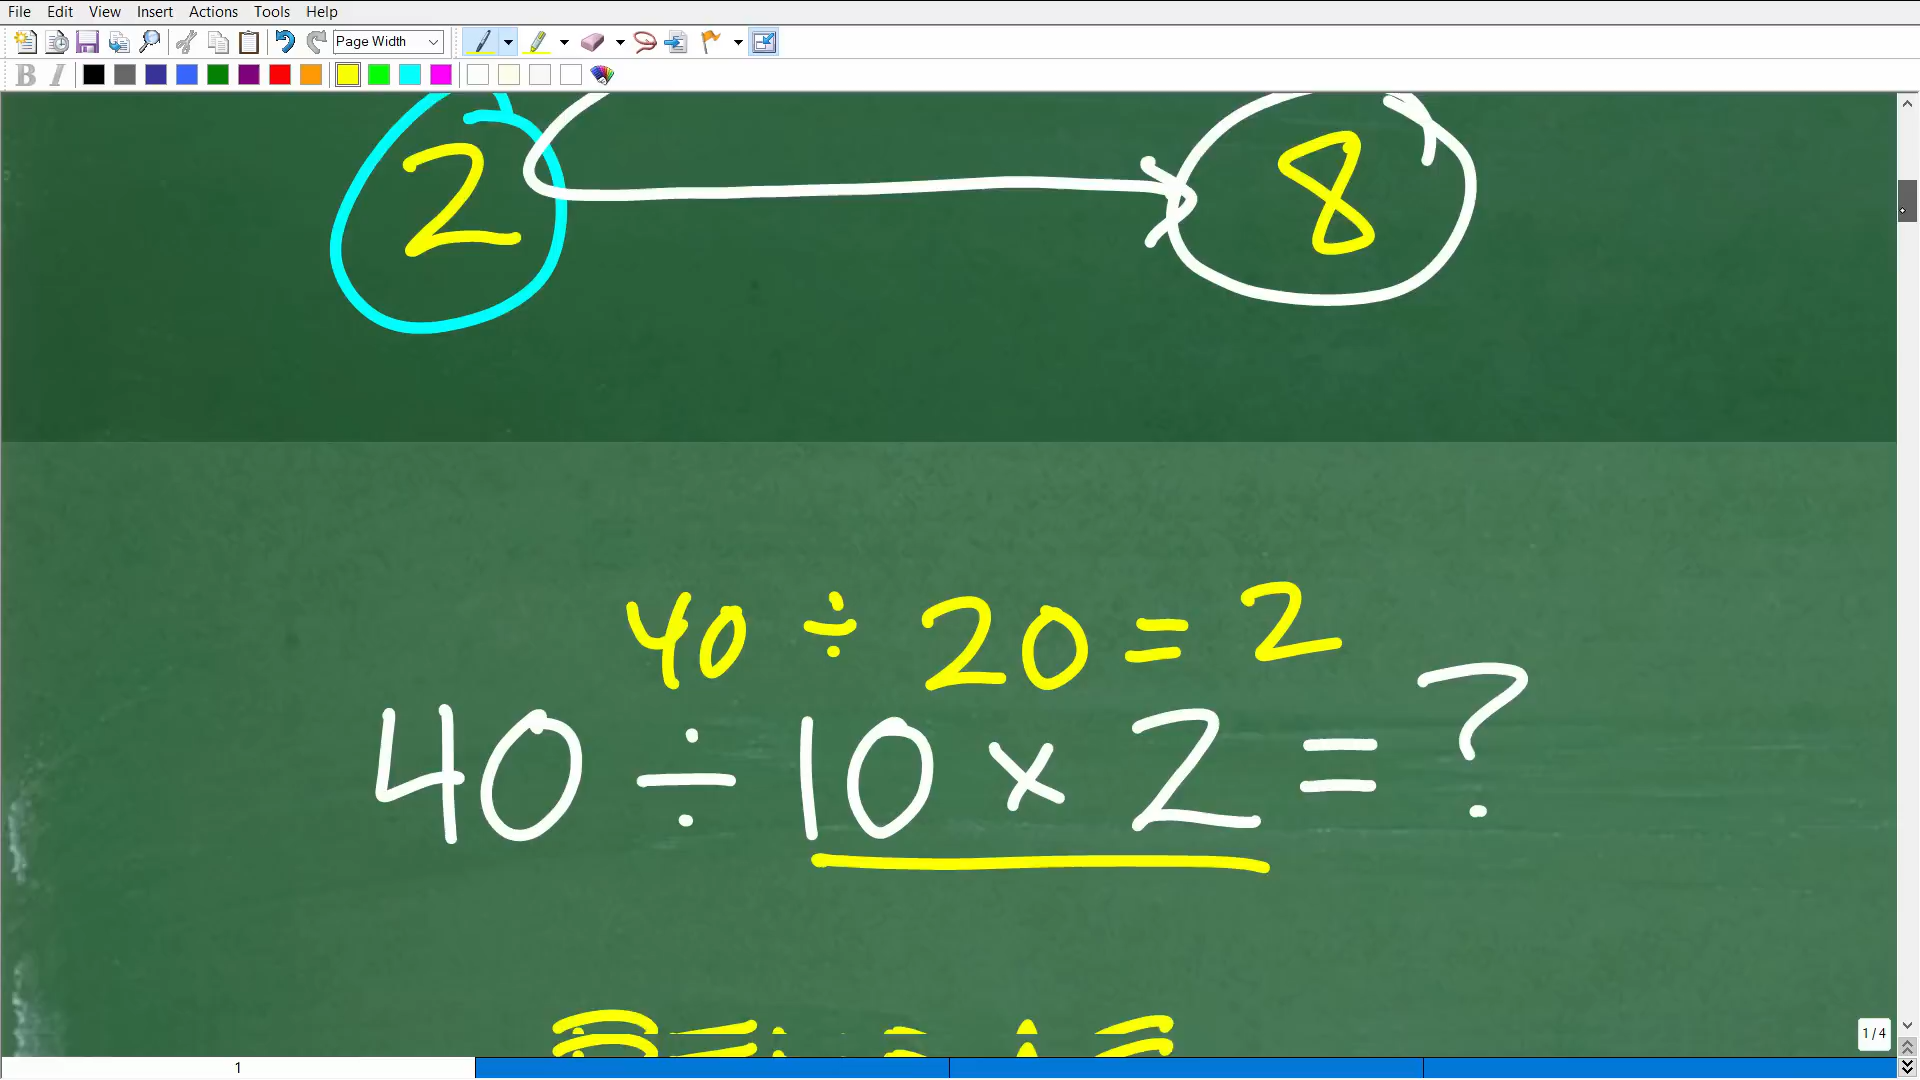 File Edit View Insert Actions Tools Help
Page Width
B I
2 8
40 ÷ 20 = 2
40 ÷ 10 × 2 = ?
1 / 4
1